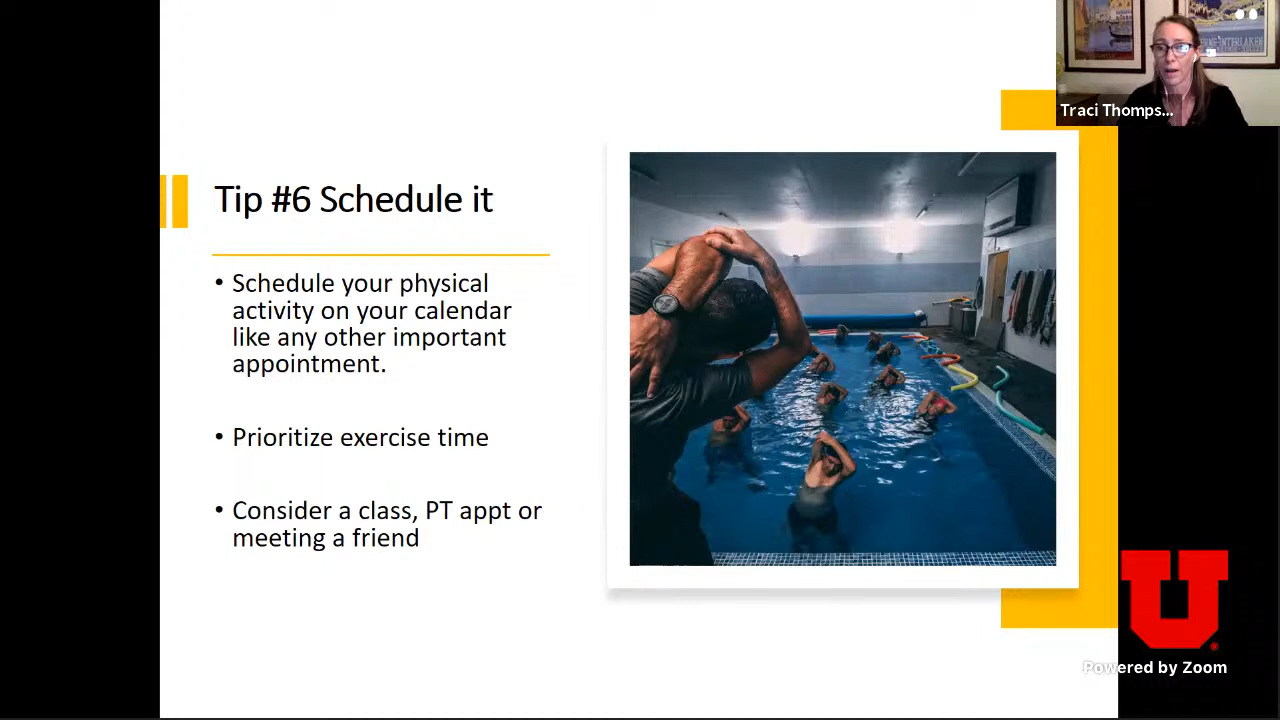 Traci Thomps...
Tip #6 Schedule it
• Schedule your physical
activity on your calendar
like any other important
appointment.
• Prioritize exercise time
• Consider a class, PT appt or
meeting a friend
U
Powered by Zoom